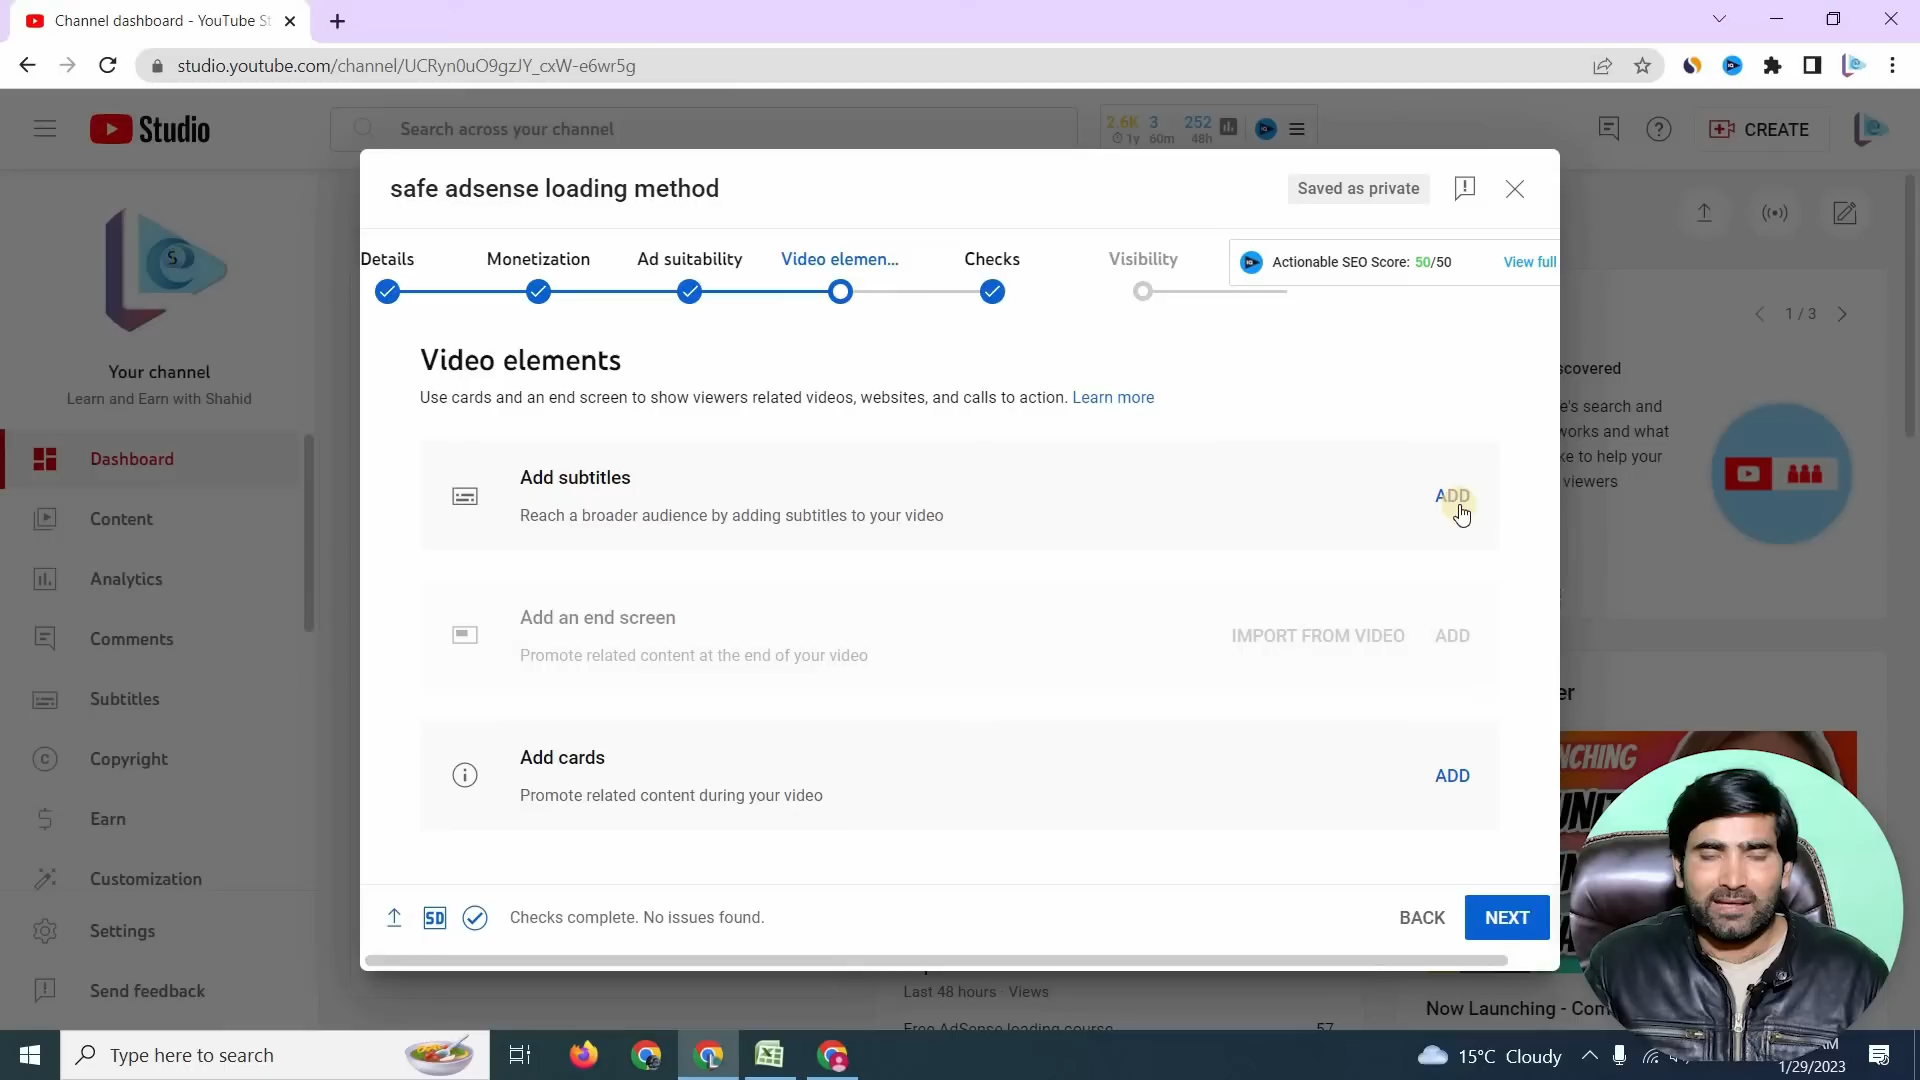 Channel dashboard - YouTube St
studio.youtube.com/channel/UCRyn0uO9gzJY_cxW-e6wr5g
Studio
Search across your channel
2.6K 3 252
1y 60m 48h
CREATE
safe adsense loading method
Saved as private
Details
Monetization
Ad suitability
Video elemen...
Checks
Visibility
Actionable SEO Score: 50/50
View full
1 / 3
Your channel
Learn and Earn with Shahid
Video elements
Use cards and an end screen to show viewers related videos, websites, and calls to action. Learn more
scovered
e's search and
works and what
ke to help your
viewers
Dashboard
Content
Analytics
Comments
Subtitles
Copyright
Earn
Customization
Settings
Send feedback
Add subtitles
Reach a broader audience by adding subtitles to your video
ADD
Add an end screen
Promote related content at the end of your video
IMPORT FROM VIDEO
ADD
Add cards
Promote related content during your video
ADD
er
NCHING
SD
Checks complete. No issues found.
BACK
NEXT
Last 48 hours · Views
Free AdSense loading course
57
Now Launching - Com
Type here to search
15°C Cloudy
AM
1/29/2023